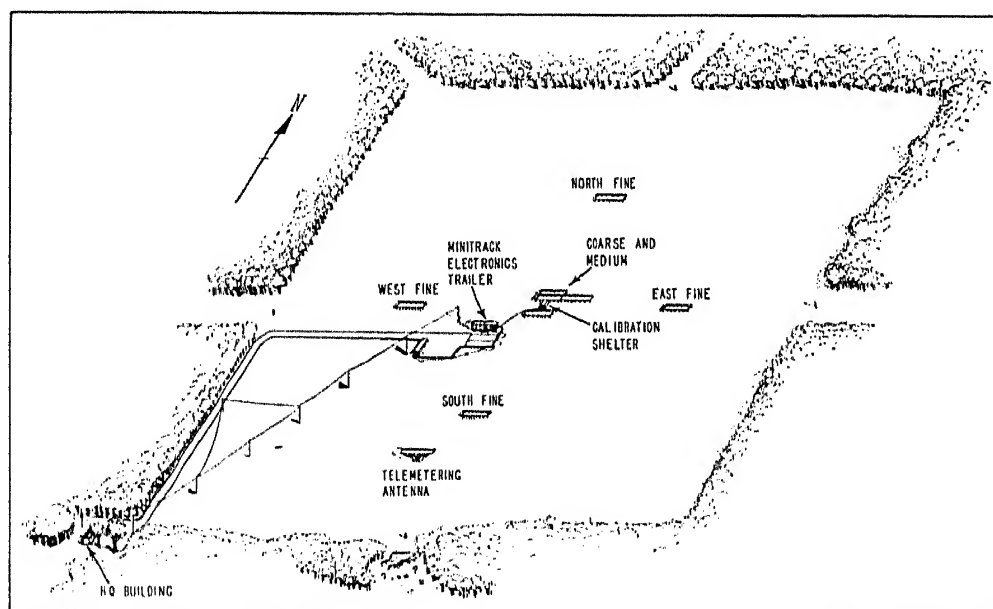 N
NORTH FINE
MINITRACK
ELECTRONICS
TRAILER
COARSE AND
MEDIUM
WEST FINE
EAST FINE
CALIBRATION
SHELTER
SOUTH FINE
TELEMETERING
ANTENNA
HQ BUILDING